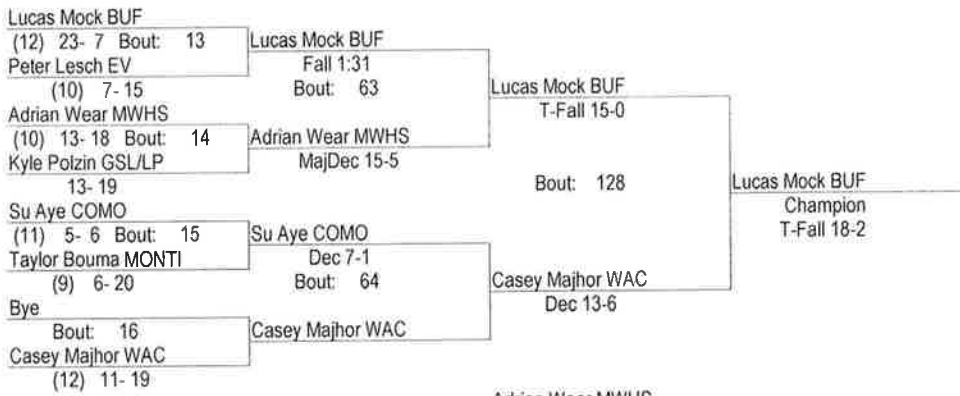 Lucas Mock BUF
(12) 23- 7 Bout: 13
Peter Lesch EV
(10) 7- 15
Adrian Wear MWHS
(10) 13- 18 Bout: 14
Kyle Polzin GSL/LP
13- 19
Su Aye COMO
(11) 5- 6 Bout: 15
Taylor Bouma MONTI
(9) 6- 20
Bye
Bout: 16
Casey Majhor WAC
(12) 11- 19
Lucas Mock BUF
Fall 1:31
Bout: 63
Adrian Wear MWHS
MajDec 15-5
Su Aye COMO
Dec 7-1
Bout: 64
Casey Majhor WAC
Lucas Mock BUF
T-Fall 15-0
Bout: 128
Casey Majhor WAC
Dec 13-6
Lucas Mock BUF
Champion
T-Fall 18-2
Adrian Wear MWHS